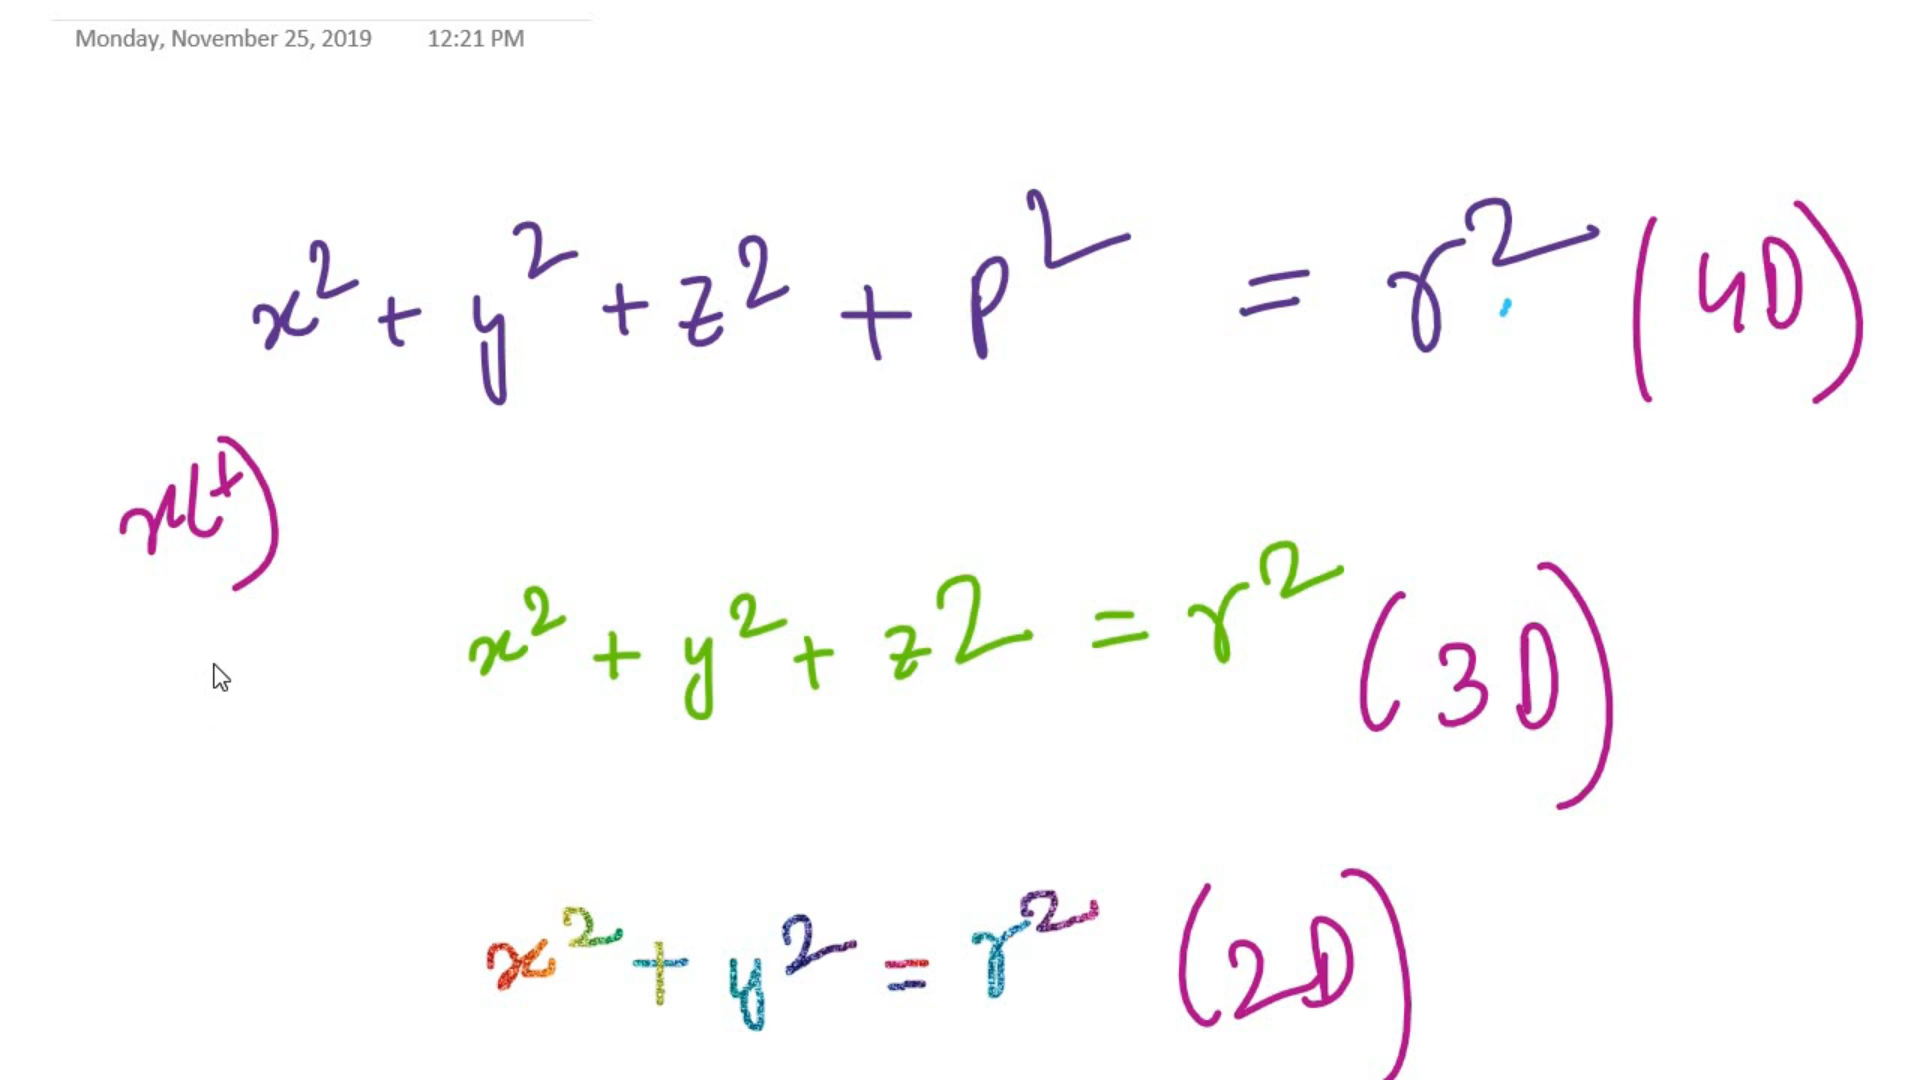 Monday, November 25, 2019 12:21 PM
x² + y² + z² + p² = r² (4D)
x(t)
x² + y² + z² = r² (3D)
x² + y² = r² (2D)